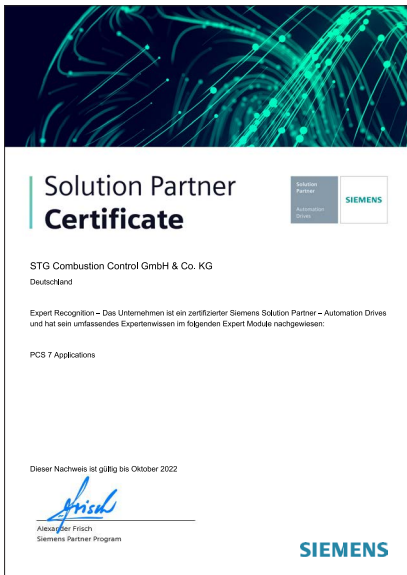 Solution Partner
Certificate
Solution
Partner
Automation
Drives
SIEMENS
STG Combustion Control GmbH & Co. KG
Deutschland
Expert Recognition – Das Unternehmen ist ein zertifizierter Siemens Solution Partner – Automation Drives
und hat sein umfassendes Expertenwissen im folgenden Expert Module nachgewiesen:
PCS 7 Applications
Dieser Nachweis ist gültig bis Oktober 2022
Frisch
Alexander Frisch
Siemens Partner Program
SIEMENS